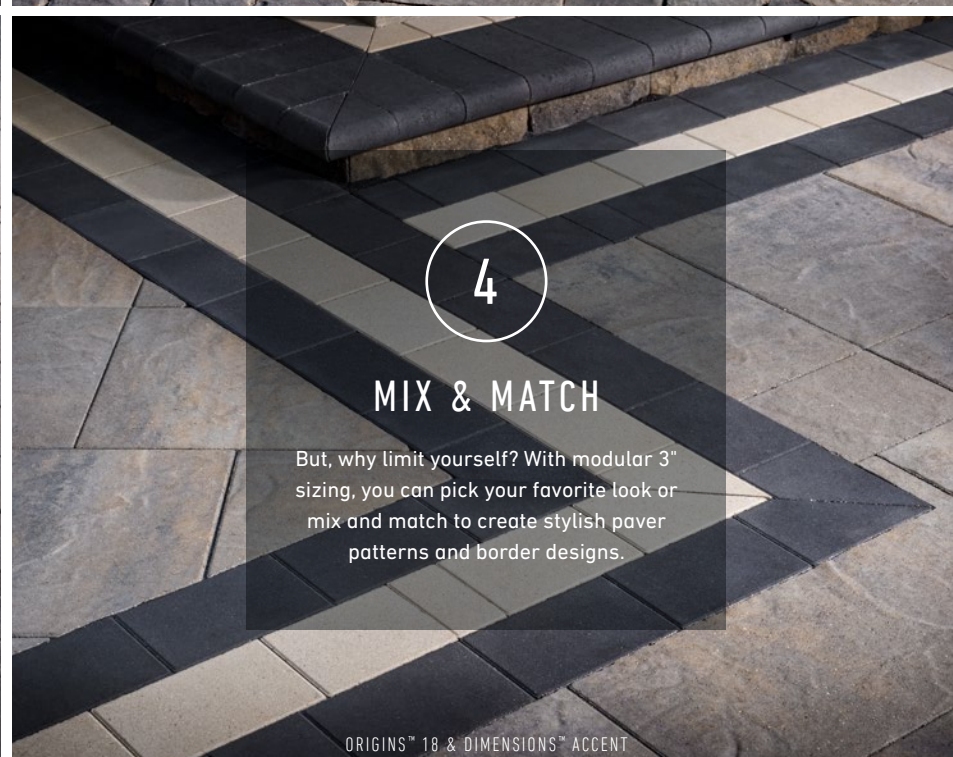 4
MIX & MATCH
But, why limit yourself? With modular 3"
sizing, you can pick your favorite look or
mix and match to create stylish paver
patterns and border designs.
ORIGINS™ 18 & DIMENSIONS™ ACCENT